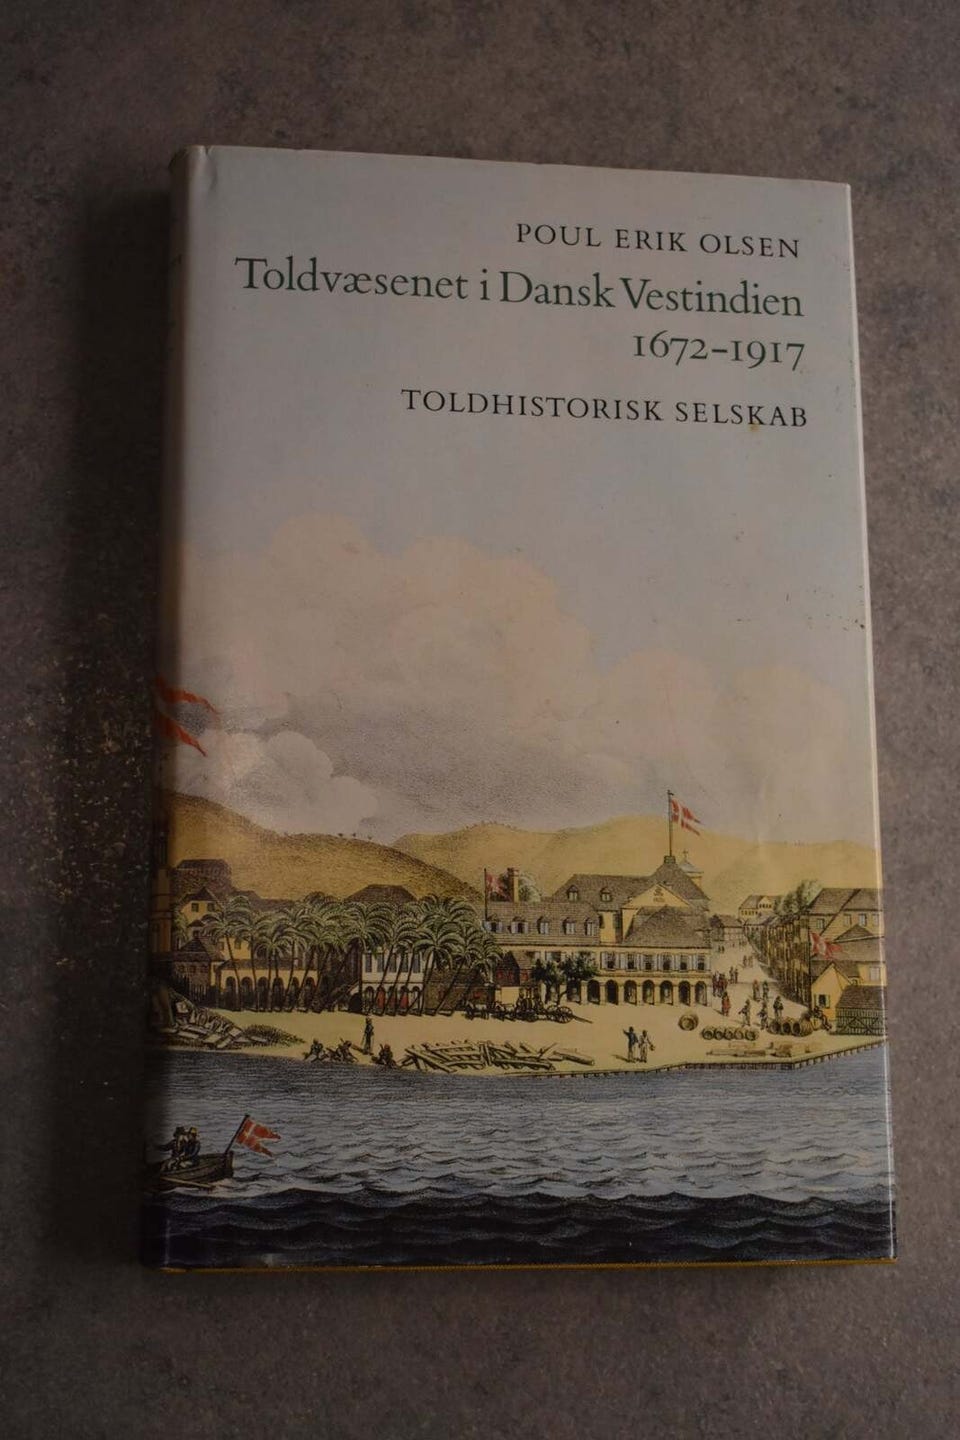 POUL ERIK OLSEN
Toldvæsenet i Dansk Vestindien
1672–1917
TOLDHISTORISK SELSKAB